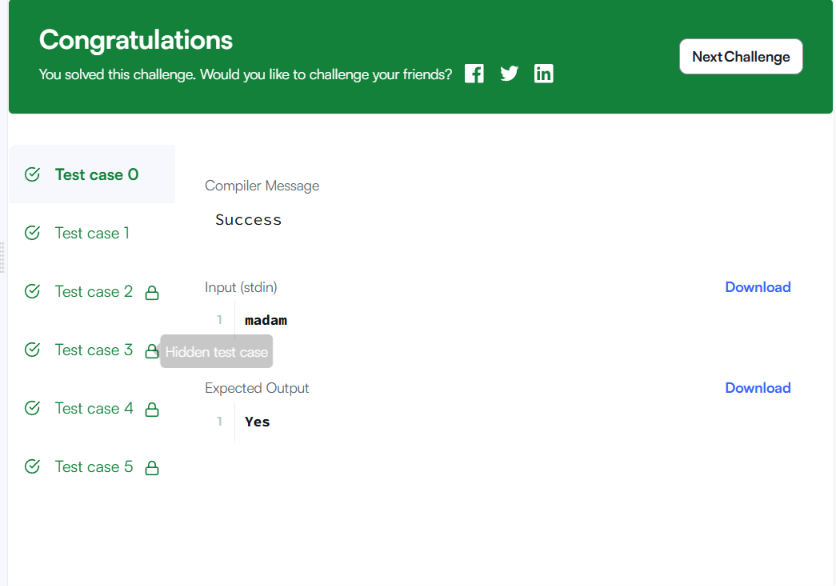 Congratulations
You solved this challenge. Would you like to challenge your friends?
Next Challenge
Test case 0
Test case 1
Test case 2
Test case 3
Hidden test case
Test case 4
Test case 5
Compiler Message
Success
Input (stdin)
Download
1 madam
Expected Output
Download
1 Yes